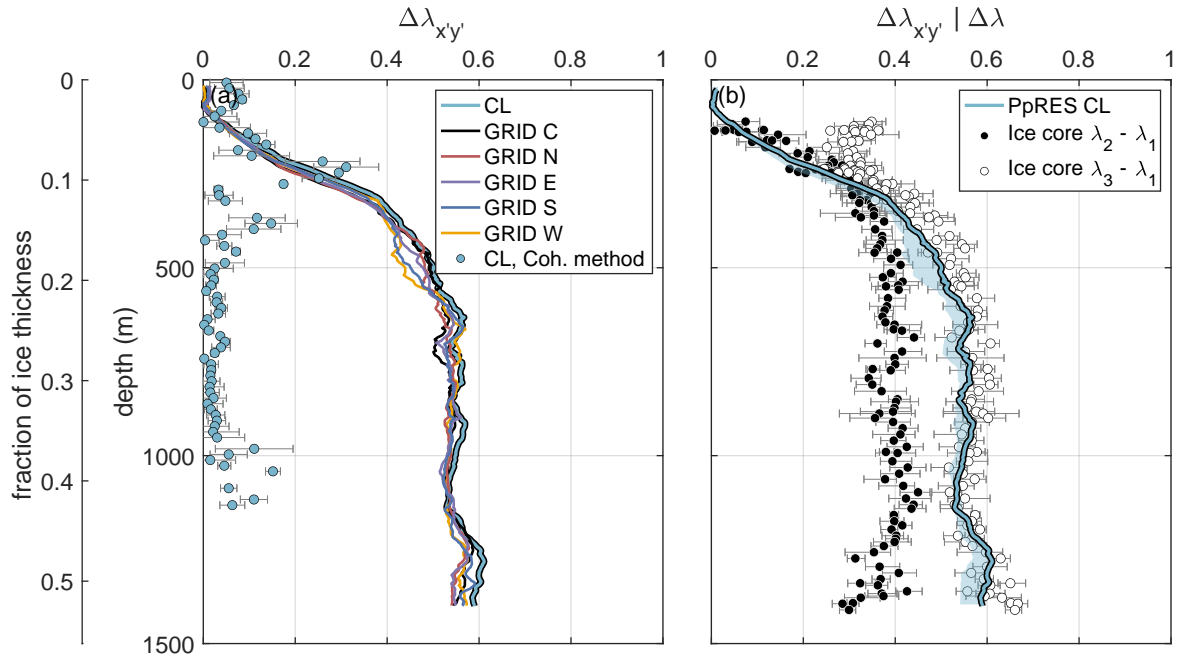 Δλx'y'
Δλx'y' | Δλ
0 0.2 0.4 0.6 0.8 1
0 0.2 0.4 0.6 0.8 1
0
0.1
0.2
0.3
0.4
0.5
fraction of ice thickness
0
500
1000
1500
depth (m)
(a)
CL
GRID C
GRID N
GRID E
GRID S
GRID W
CL, Coh. method
(b)
PpRES CL
Ice core λ2 - λ1
Ice core λ3 - λ1